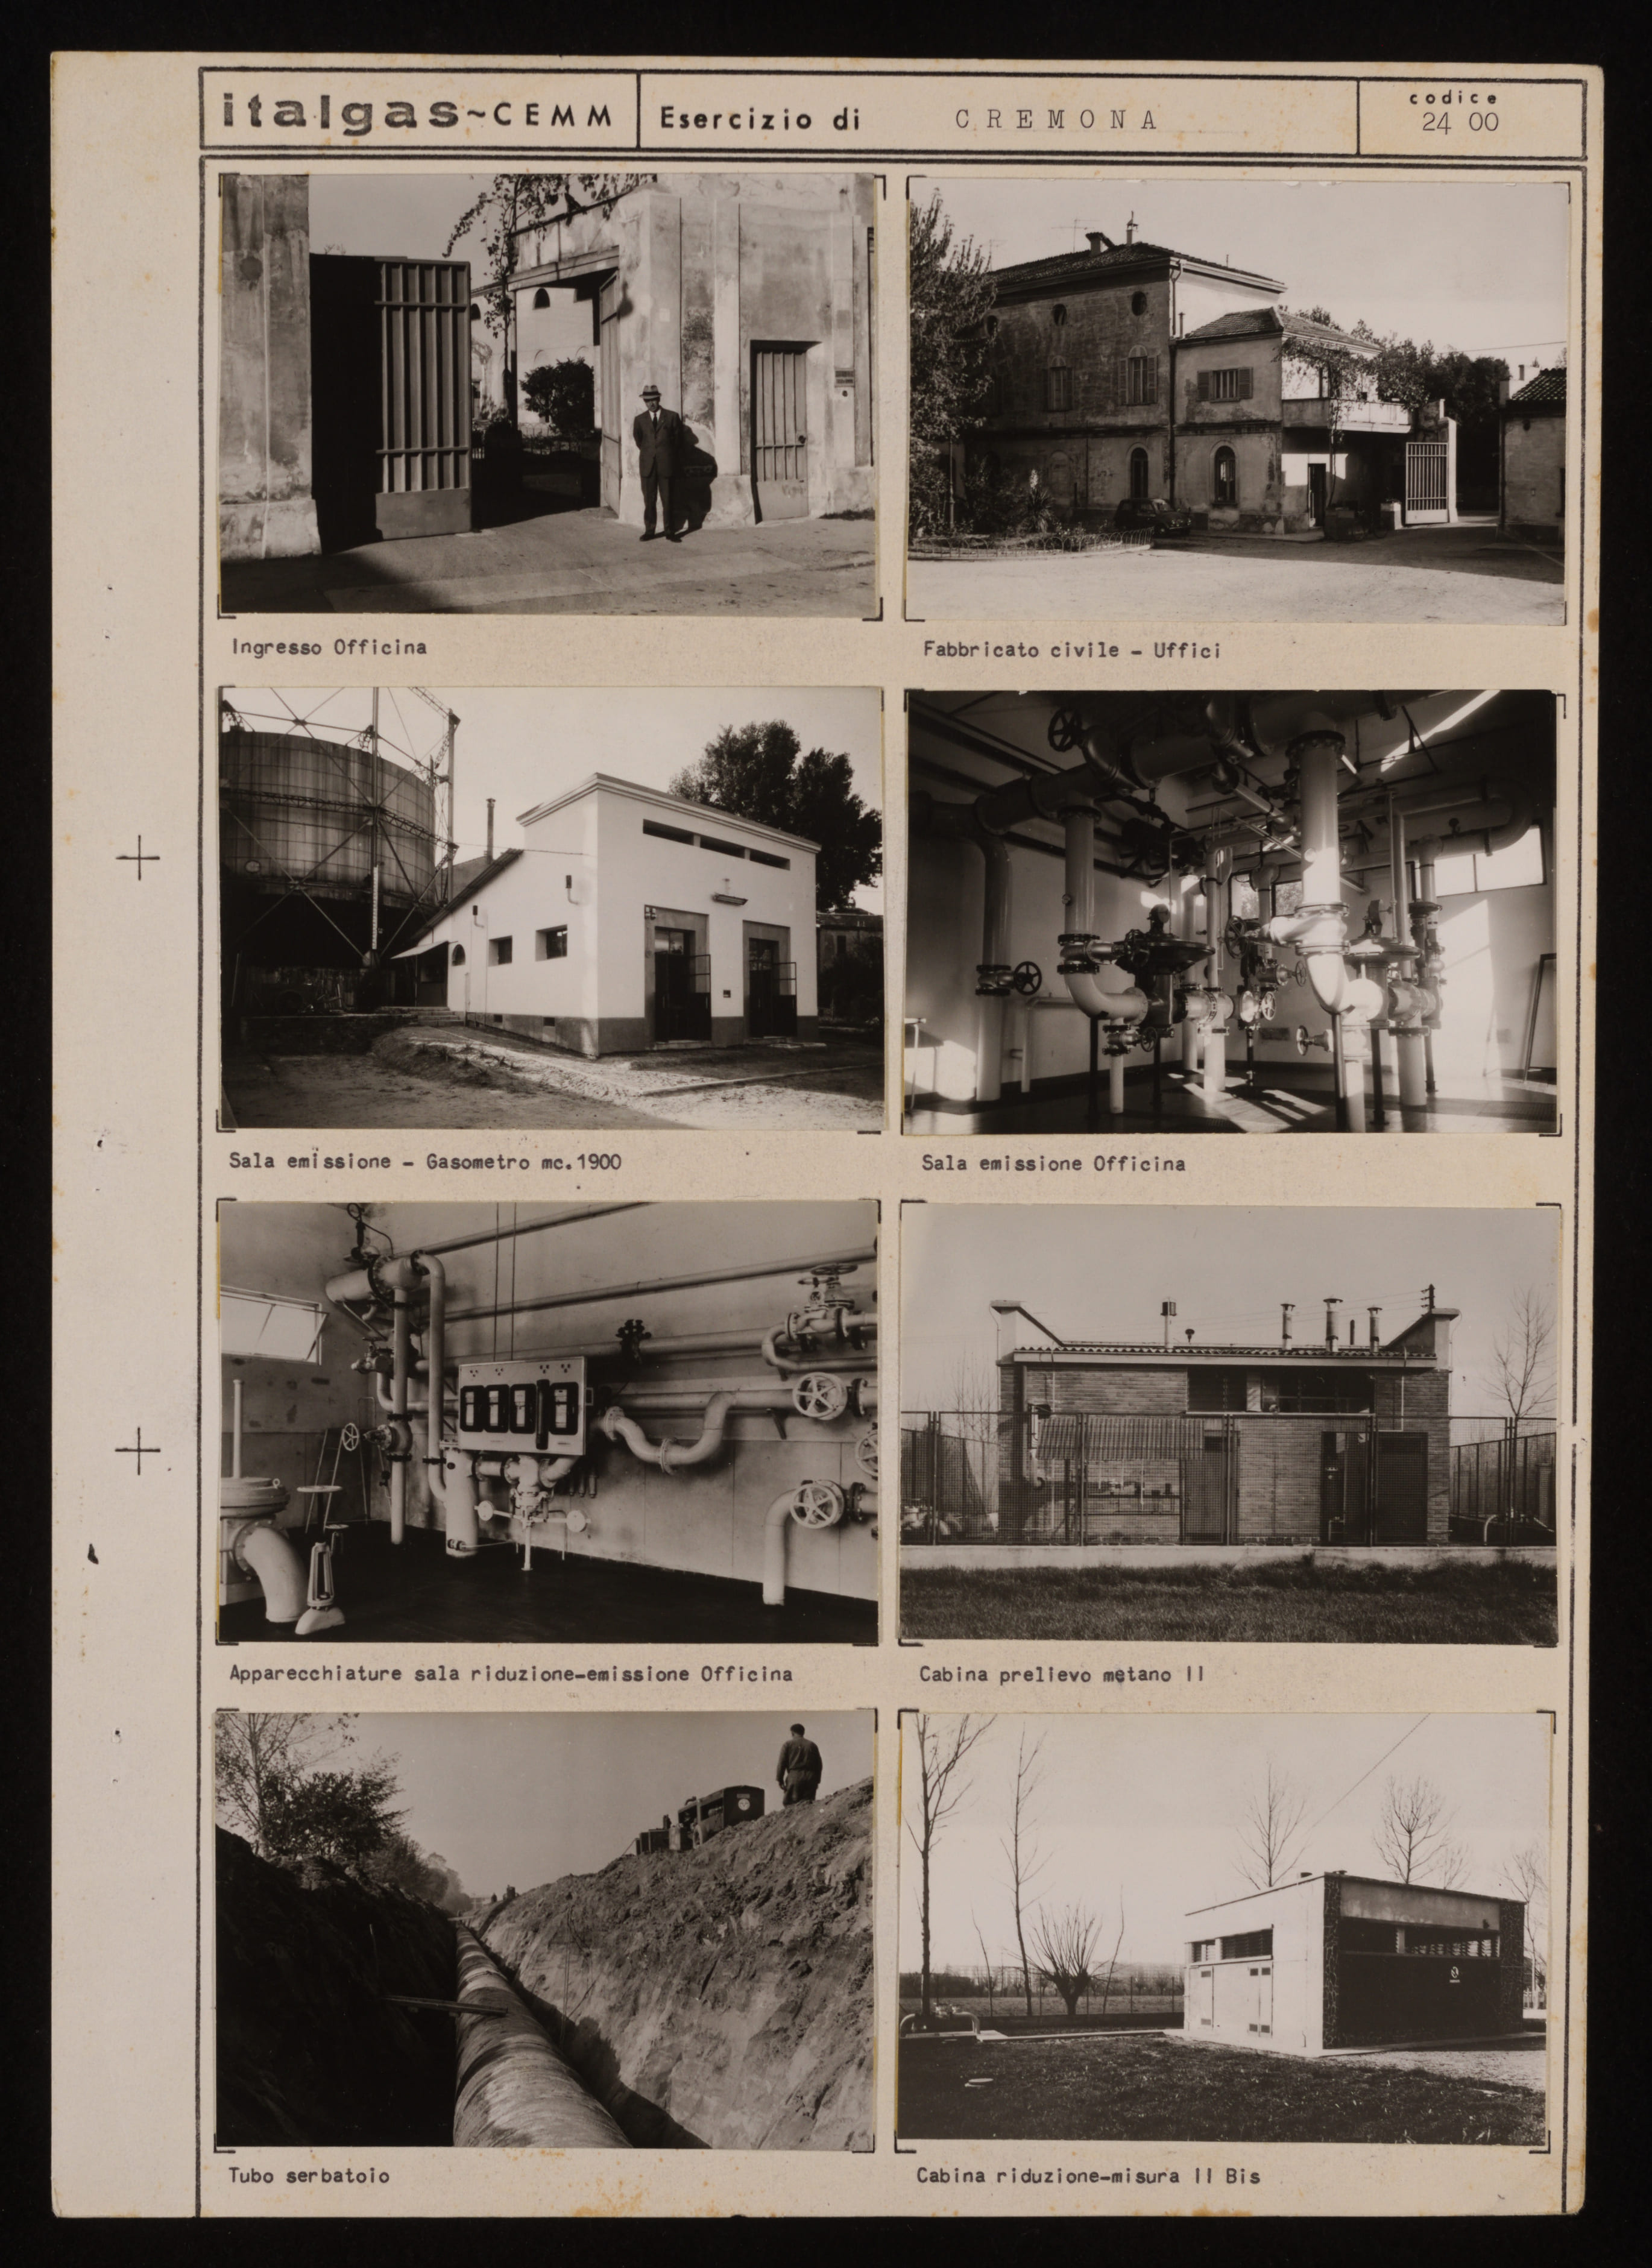 italgas~CEMM
Esercizio di CREMONA
codice
24 00
Ingresso Officina
Fabbricato civile - Uffici
Sala emissione - Gasometro mc.1900
Sala emissione Officina
Apparecchiature sala riduzione-emissione Officina
Cabina prelievo metano II
Tubo serbatoio
Cabina riduzione-misura II Bis